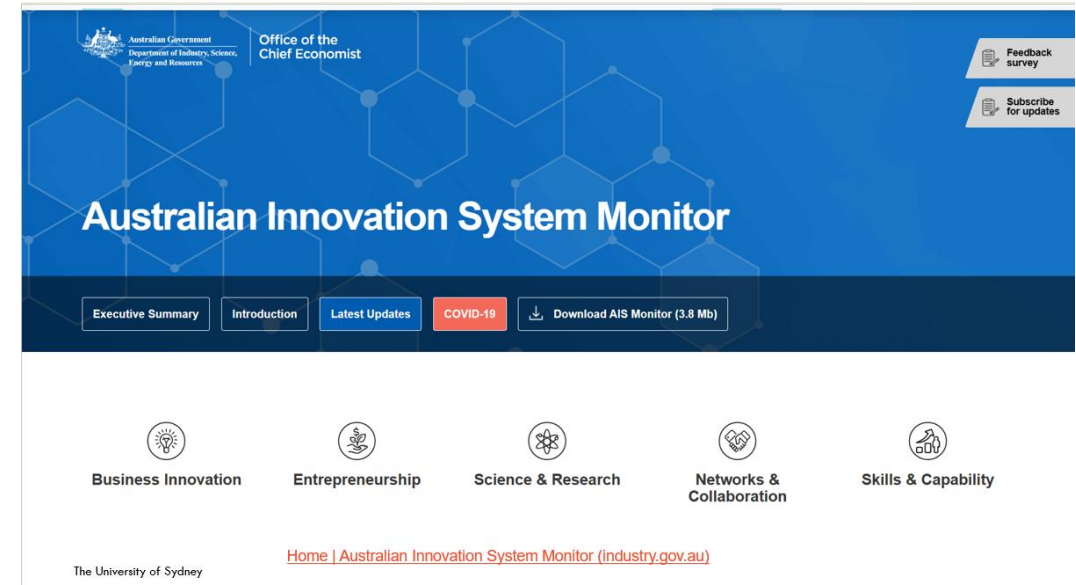 Australian Government
Department of Industry, Science,
Energy and Resources
Office of the
Chief Economist
Feedback
survey
Subscribe
for updates
Australian Innovation System Monitor
Executive Summary
Introduction
Latest Updates
COVID-19
Download AIS Monitor (3.8 Mb)
Business Innovation
Entrepreneurship
Science & Research
Networks &
Collaboration
Skills & Capability
Home | Australian Innovation System Monitor (industry.gov.au)
The University of Sydney